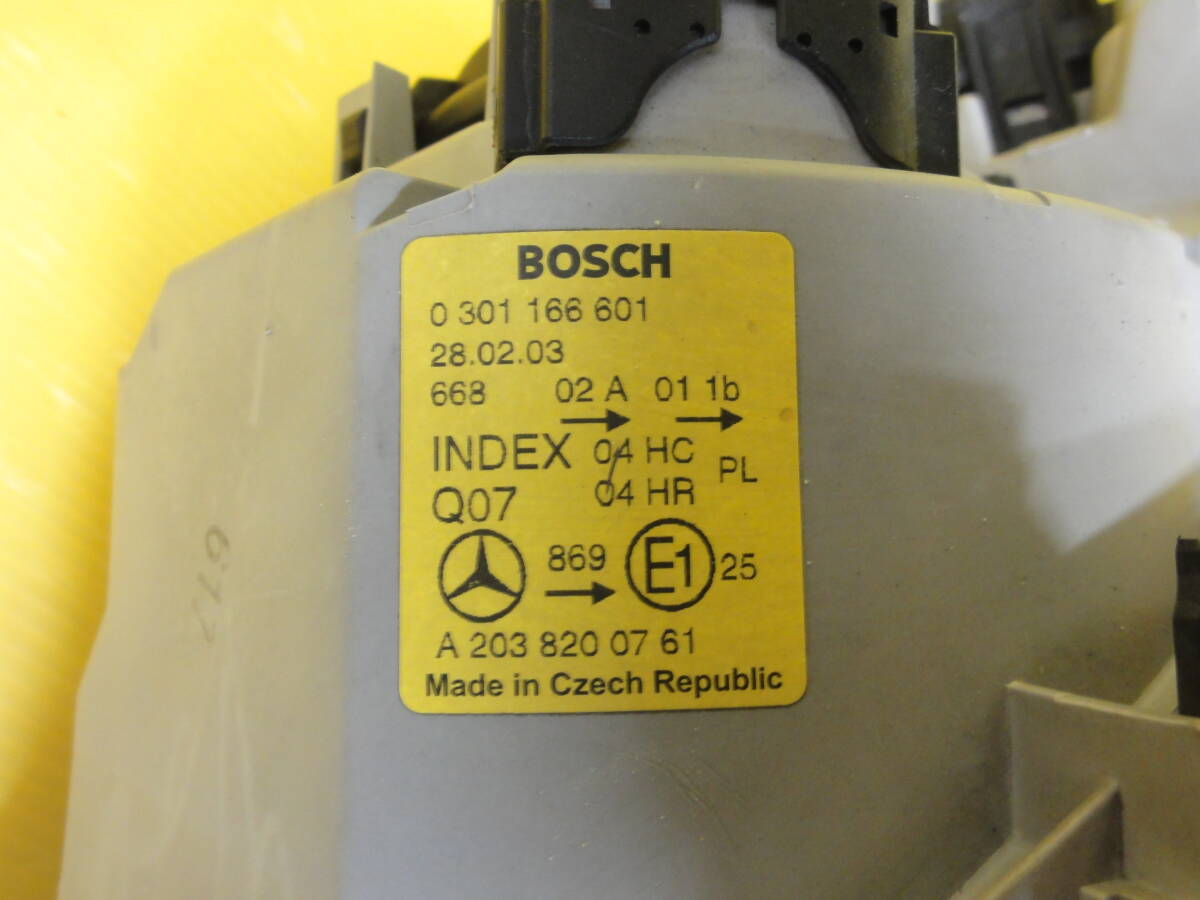 BOSCH
0 301 166 601
28.02.03
668 02 A 01 1b
INDEX 04 HC PL
Q07 04 HR
869 E1 25
A 203 820 07 61
Made in Czech Republic